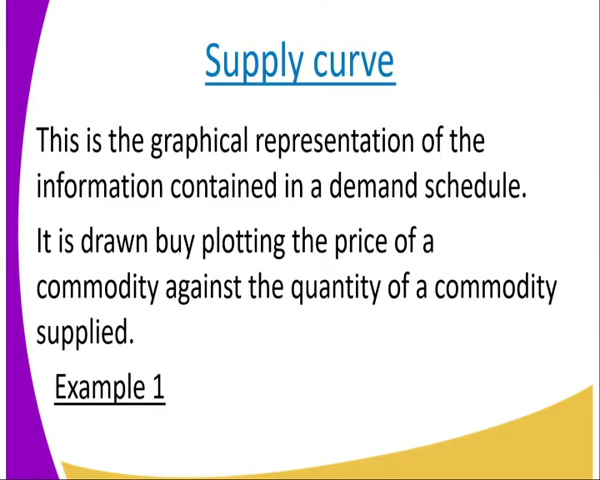 Supply curve
This is the graphical representation of the
information contained in a demand schedule.
It is drawn buy plotting the price of a
commodity against the quantity of a commodity
supplied.
Example 1